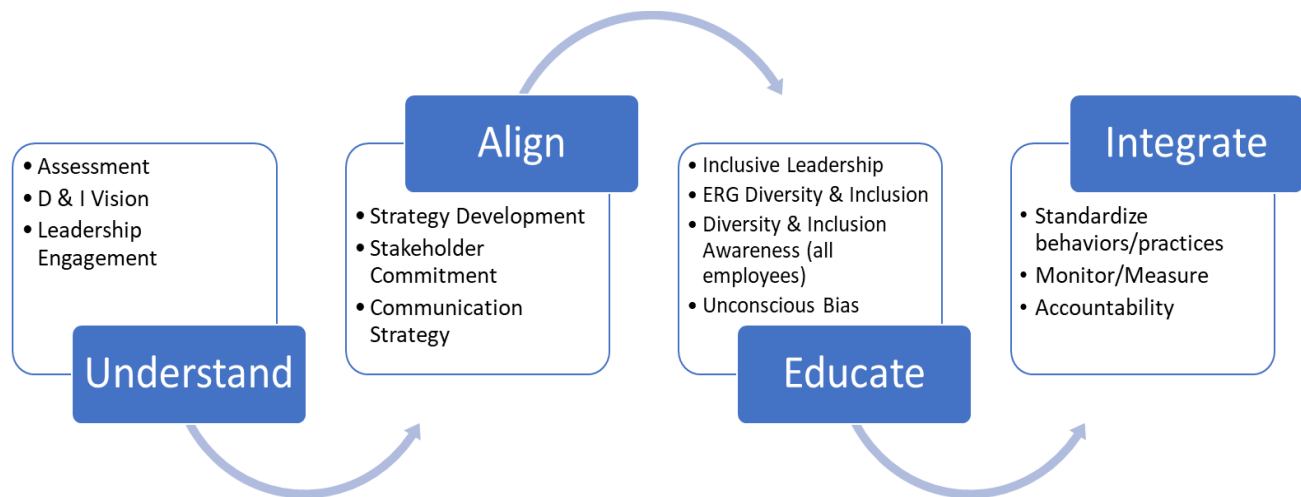 • Assessment
• D & I Vision
• Leadership
Engagement
Understand
Align
• Strategy Development
• Stakeholder
Commitment
• Communication
Strategy
• Inclusive Leadership
• ERG Diversity & Inclusion
• Diversity & Inclusion
Awareness (all
employees)
• Unconscious Bias
Educate
Integrate
• Standardize
behaviors/practices
• Monitor/Measure
• Accountability